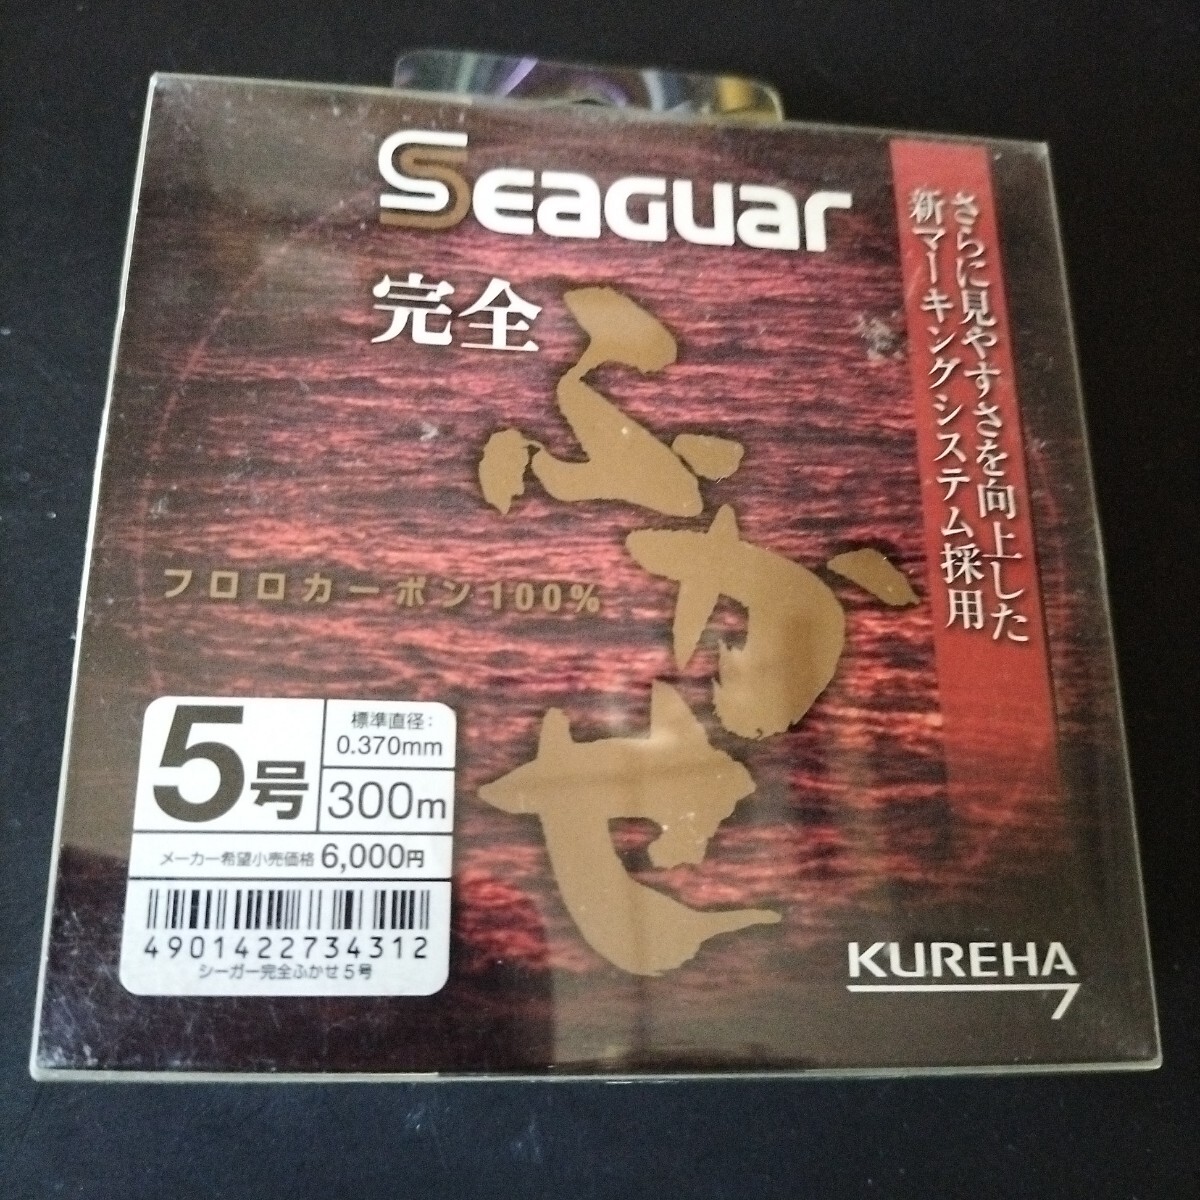 Seaguar
完全
ふかせ
さらに見やすさを向上した
新マーキングシステム採用
フロロカーボン100%
5号
標準直径:
0.370mm
300m
メーカー希望小売価格 6,000円
4901422734312
シーガー完全ふかせ5号
KUREHA